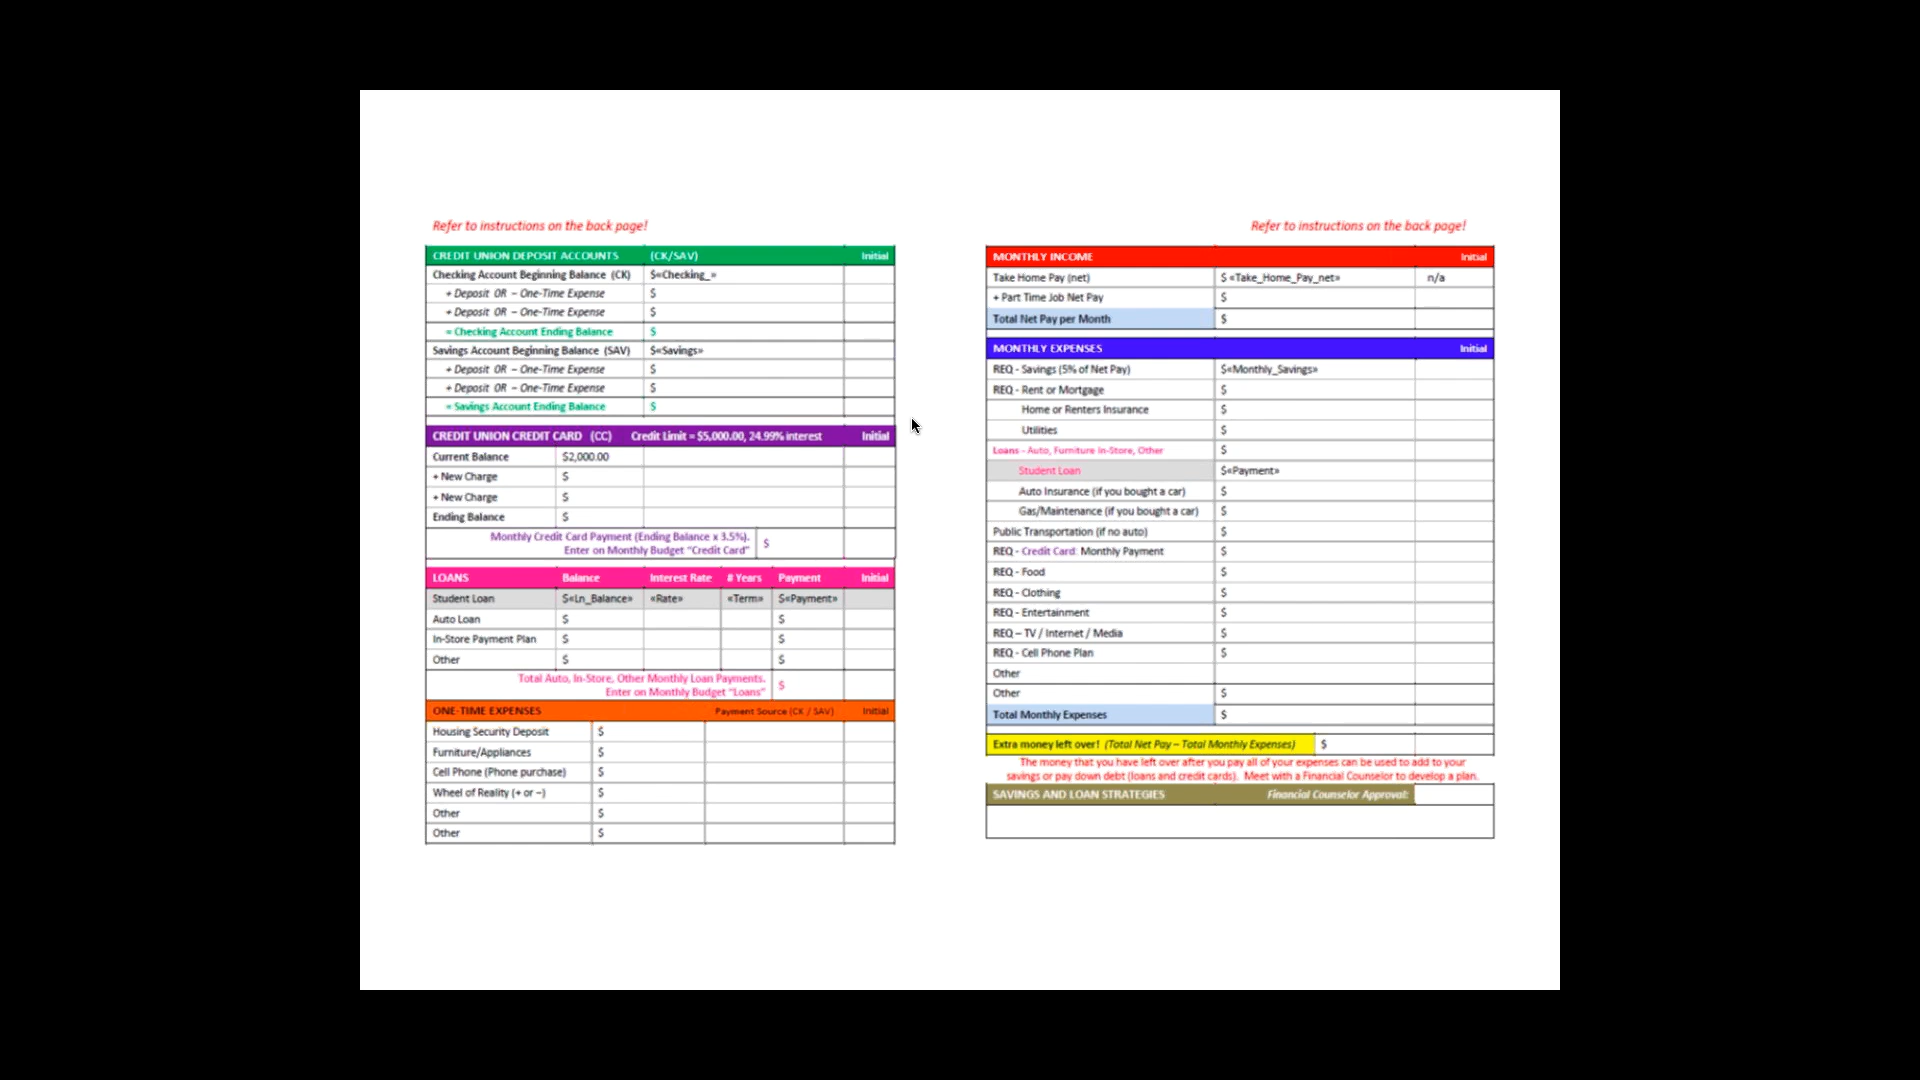 Refer to instructions on the back page!
CREDIT UNION DEPOSIT ACCOUNTS (CK/SAV) Initial
Checking Account Beginning Balance (CK) $«Checking_»
+ Deposit OR – One-Time Expense $
+ Deposit OR – One-Time Expense $
= Checking Account Ending Balance $
Savings Account Beginning Balance (SAV) $«Savings»
+ Deposit OR – One-Time Expense $
+ Deposit OR – One-Time Expense $
= Savings Account Ending Balance $
CREDIT UNION CREDIT CARD (CC) Credit Limit = $5,000.00, 24.99% interest Initial
Current Balance $2,000.00
+ New Charge $
+ New Charge $
Ending Balance $
Monthly Credit Card Payment (Ending Balance x 3.5%). $
Enter on Monthly Budget “Credit Card”
LOANS Balance Interest Rate # Years Payment Initial
Student Loan $«Ln_Balance» «Rate» «Term» $«Payment»
Auto Loan $ $
In-Store Payment Plan $ $
Other $ $
Total Auto, In-Store, Other Monthly Loan Payments. $
Enter on Monthly Budget “Loans”
ONE-TIME EXPENSES Payment Source (CK / SAV) Initial
Housing Security Deposit $
Furniture/Appliances $
Cell Phone (Phone purchase) $
Wheel of Reality (+ or –) $
Other $
Other $
Refer to instructions on the back page!
MONTHLY INCOME Initial
Take Home Pay (net) $ «Take_Home_Pay_net» n/a
+ Part Time Job Net Pay $
Total Net Pay per Month $
MONTHLY EXPENSES Initial
REQ - Savings (5% of Net Pay) $«Monthly_Savings»
REQ - Rent or Mortgage $
Home or Renters Insurance $
Utilities $
Loans - Auto, Furniture In-Store, Other $
Student Loan $«Payment»
Auto Insurance (if you bought a car) $
Gas/Maintenance (if you bought a car) $
Public Transportation (if no auto) $
REQ - Credit Card: Monthly Payment $
REQ - Food $
REQ - Clothing $
REQ - Entertainment $
REQ – TV / Internet / Media $
REQ - Cell Phone Plan $
Other
Other $
Total Monthly Expenses $
Extra money left over! (Total Net Pay – Total Monthly Expenses) $
The money that you have left over after you pay all of your expenses can be used to add to your
savings or pay down debt (loans and credit cards). Meet with a Financial Counselor to develop a plan.
SAVINGS AND LOAN STRATEGIES Financial Counselor Approval: